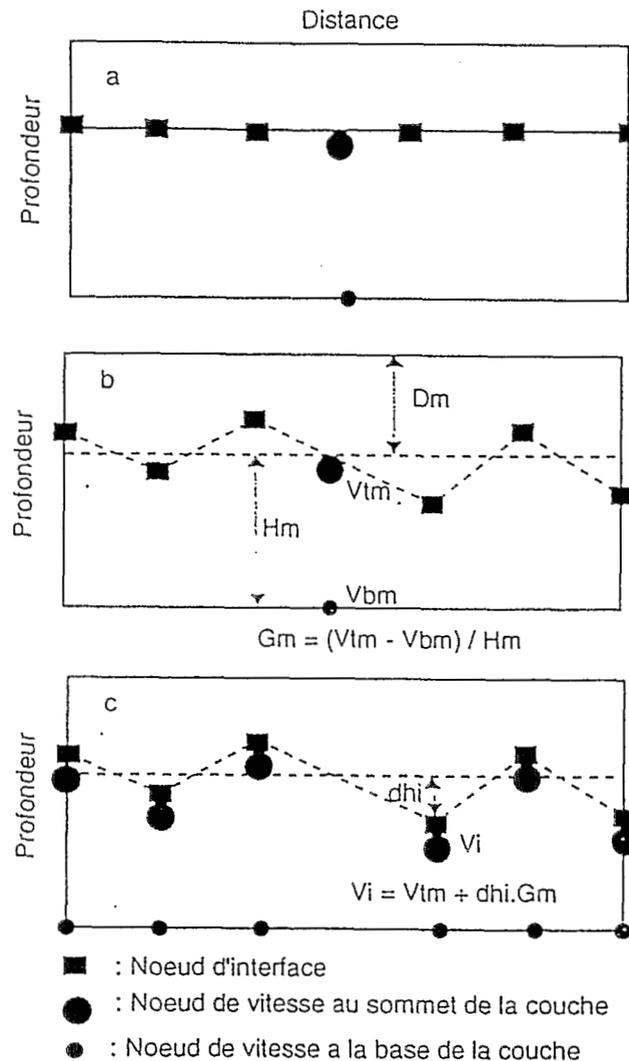 Distance
a
Profondeur
b
Dm
Vtm
Hm
Vbm
Profondeur
Gm = (Vtm - Vbm) / Hm
c
dhi
Vi
Profondeur
Vi = Vtm + dhi.Gm
: Noeud d'interface
: Noeud de vitesse au sommet de la couche
: Noeud de vitesse a la base de la couche